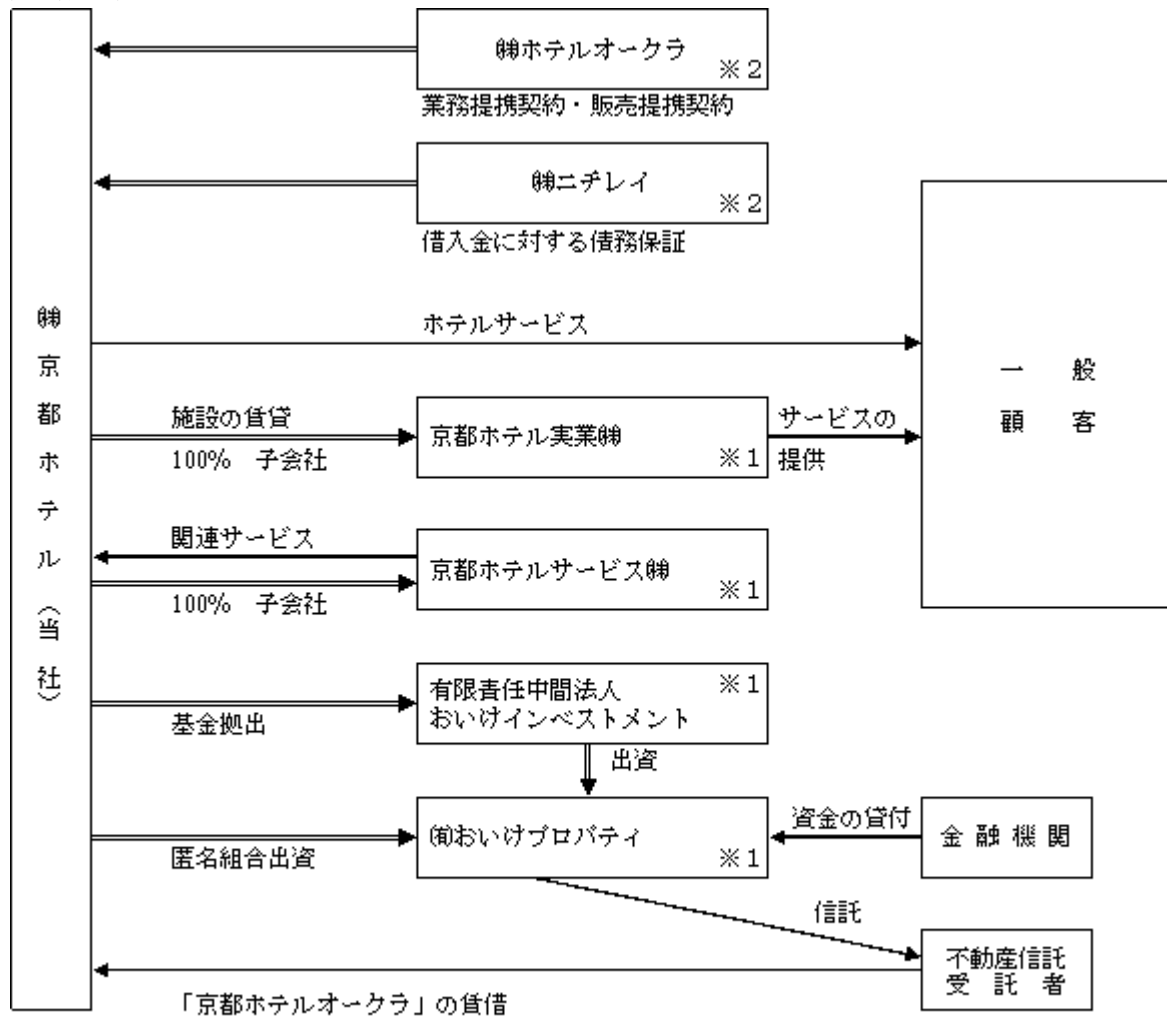 ㈱ホテルオークラ
※2
業務提携契約・販売提携契約
㈱ニチレイ
※2
借入金に対する債務保証
㈱京都ホテル(当社)
ホテルサービス
一般
顧客
施設の賃貸
100% 子会社
京都ホテル実業㈱
※1
サービスの
提供
関連サービス
100% 子会社
京都ホテルサービス㈱
※1
基金拠出
有限責任中間法人
おいけインベストメント
※1
出資
匿名組合出資
㈲おいけプロパティ
※1
資金の貸付
金融機関
信託
不動産信託
受託者
「京都ホテルオークラ」の賃借